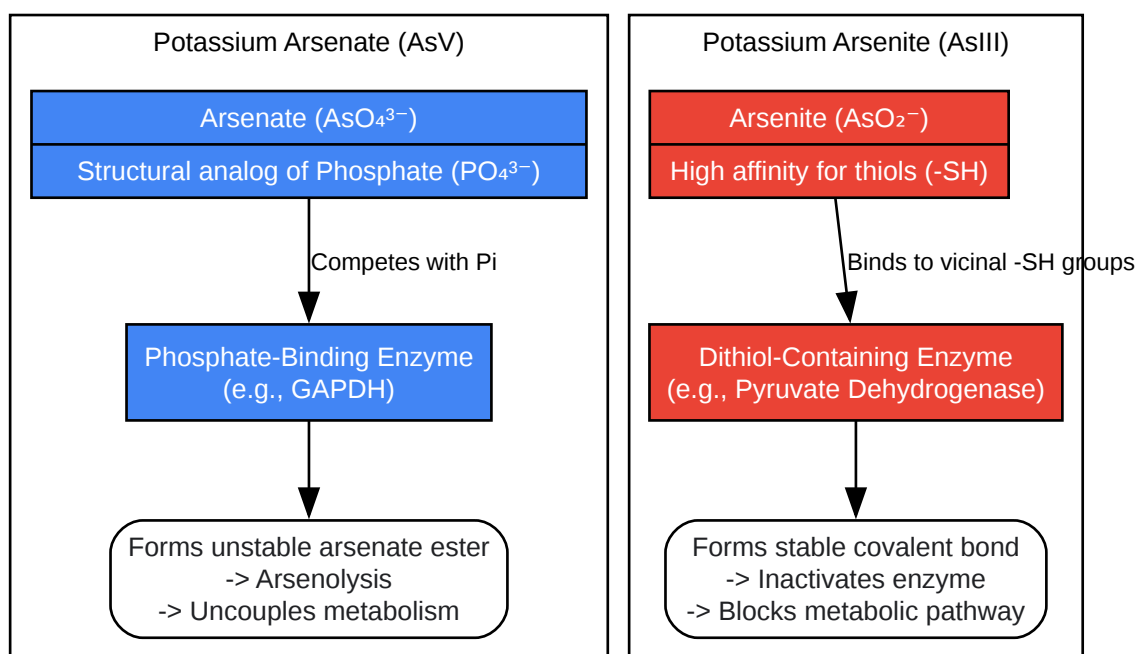 Potassium Arsenate (AsV)
Arsenate (AsO₄³⁻)
Structural analog of Phosphate (PO₄³⁻)
Competes with Pi
Phosphate-Binding Enzyme
(e.g., GAPDH)
Forms unstable arsenate ester
-> Arsenolysis
-> Uncouples metabolism
Potassium Arsenite (AsIII)
Arsenite (AsO₂⁻)
High affinity for thiols (-SH)
Binds to vicinal -SH groups
Dithiol-Containing Enzyme
(e.g., Pyruvate Dehydrogenase)
Forms stable covalent bond
-> Inactivates enzyme
-> Blocks metabolic pathway